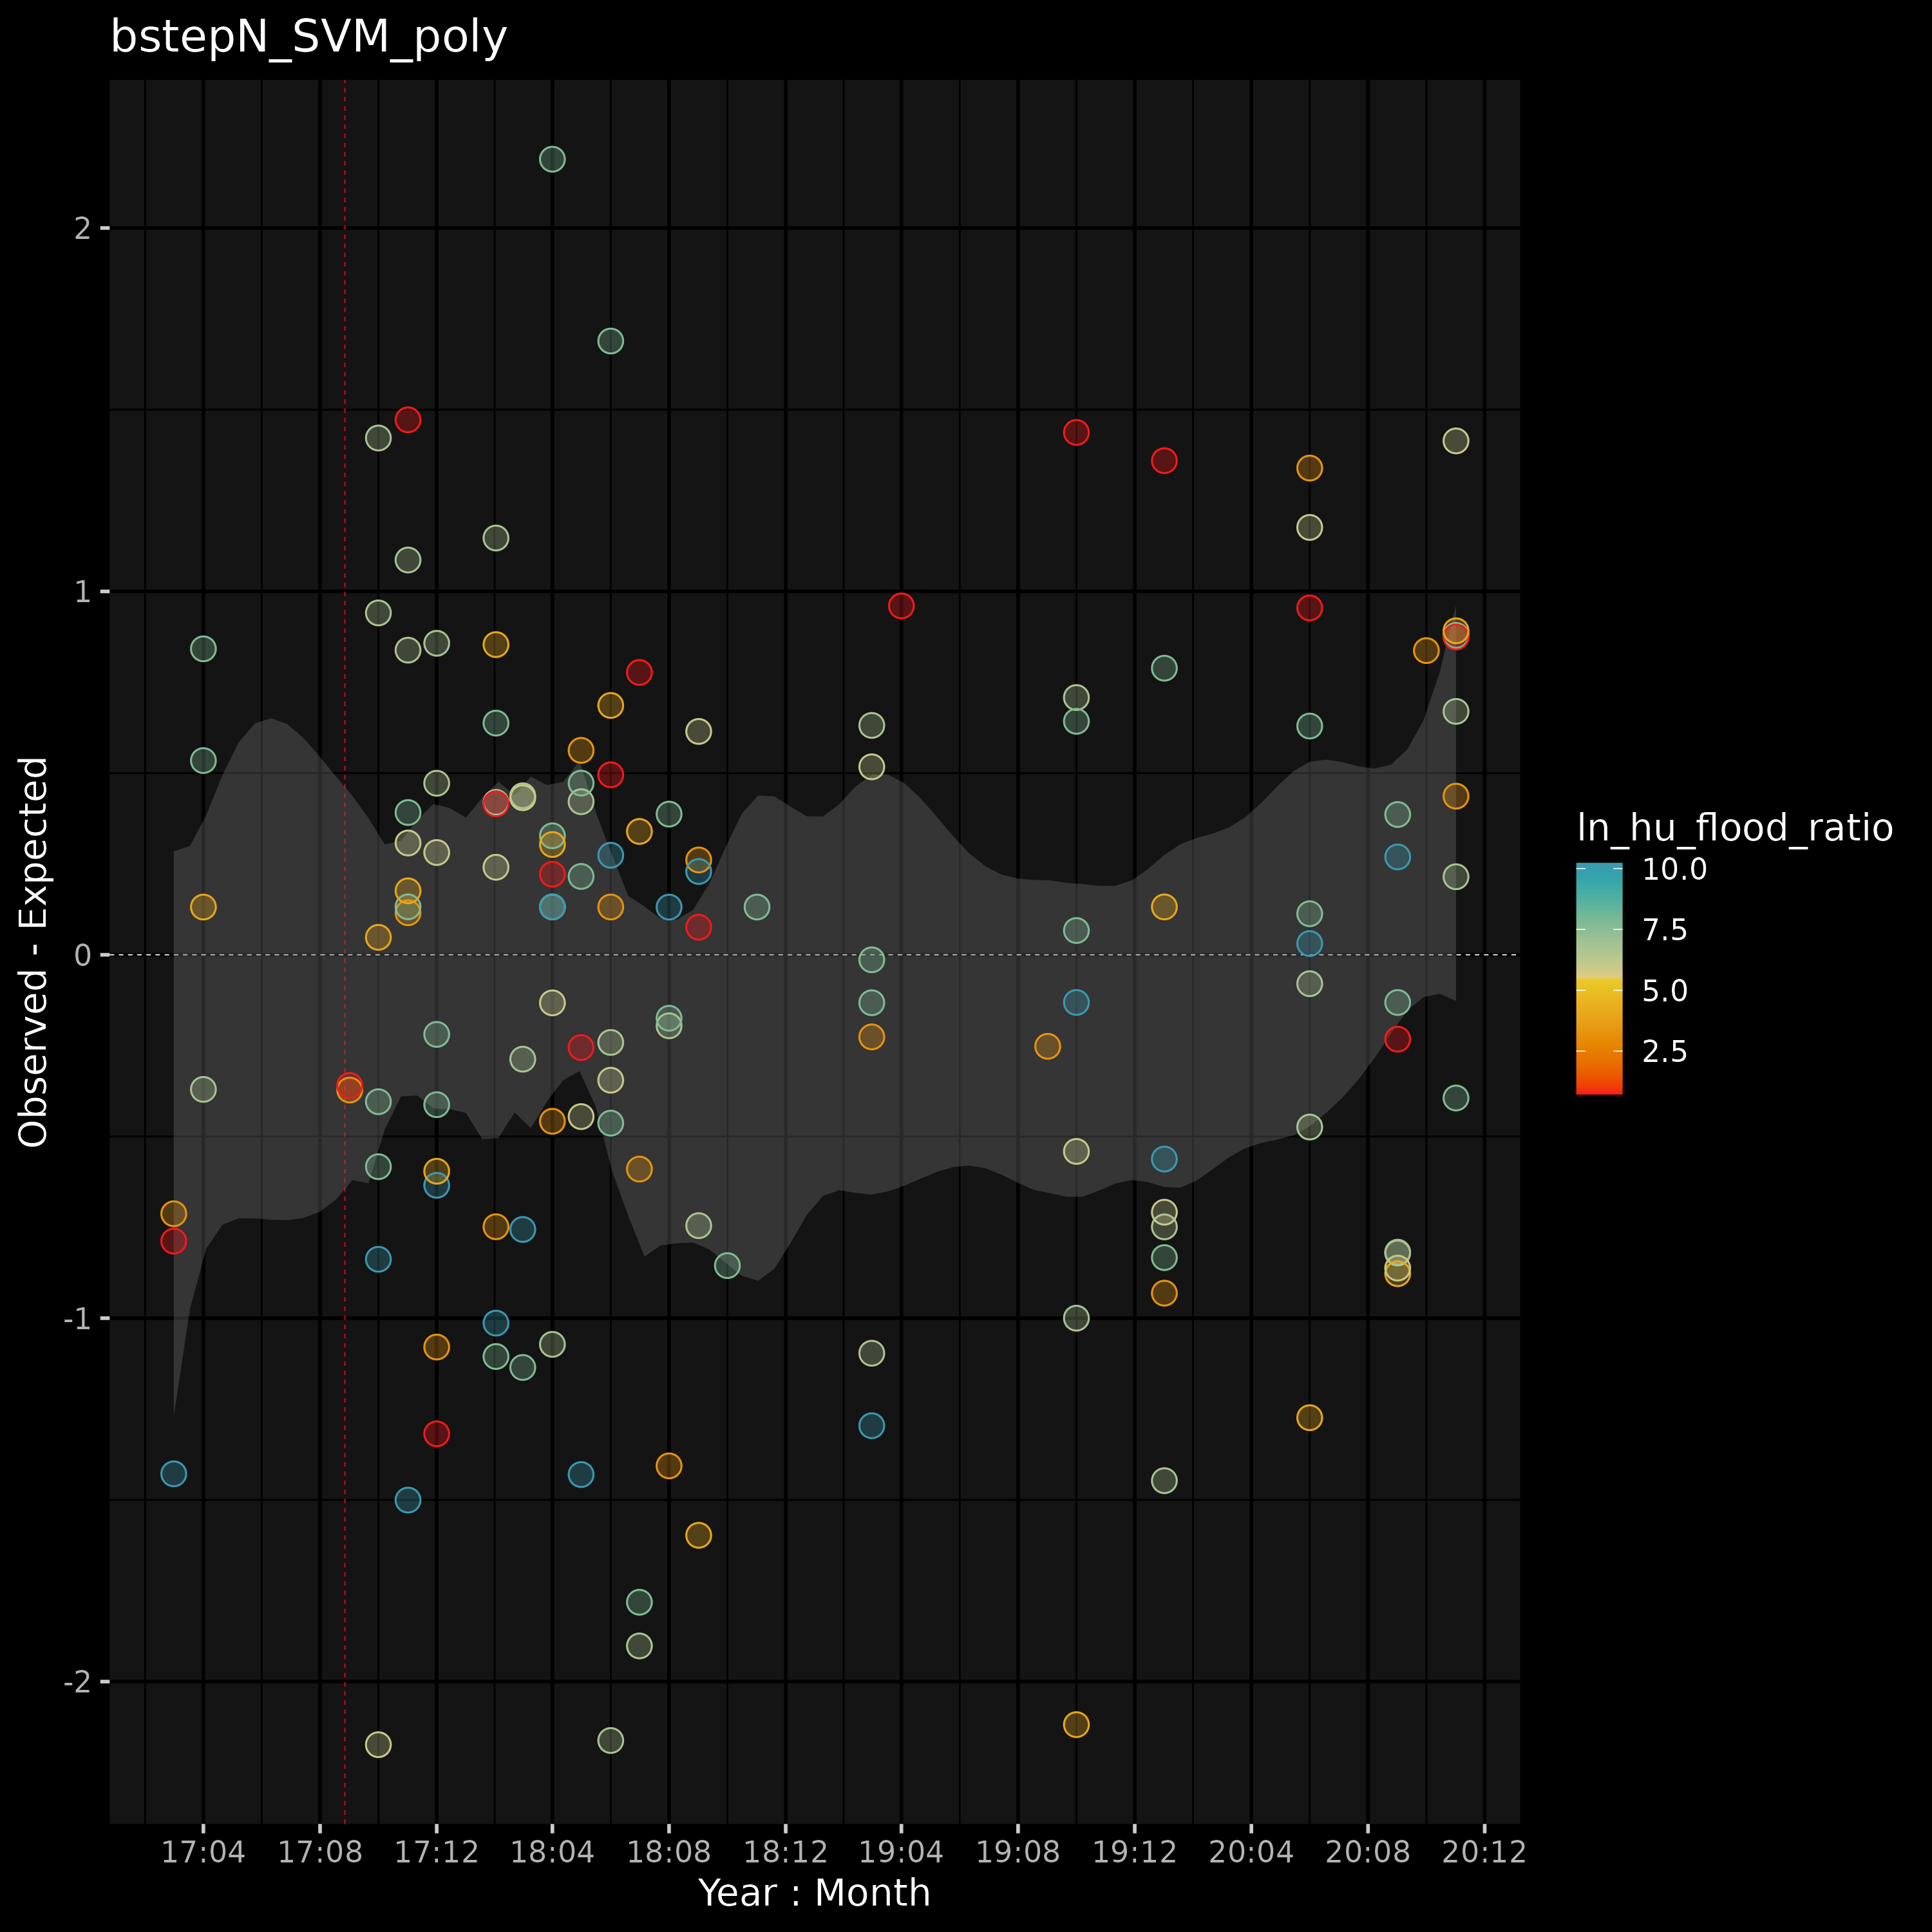 bstepN_SVM_poly
Observed - Expected
2
1
0
-1
-2
17:04 17:08 17:12 18:04 18:08 18:12 19:04 19:08 19:12 20:04 20:08 20:12
Year : Month
ln_hu_flood_ratio
10.0
7.5
5.0
2.5